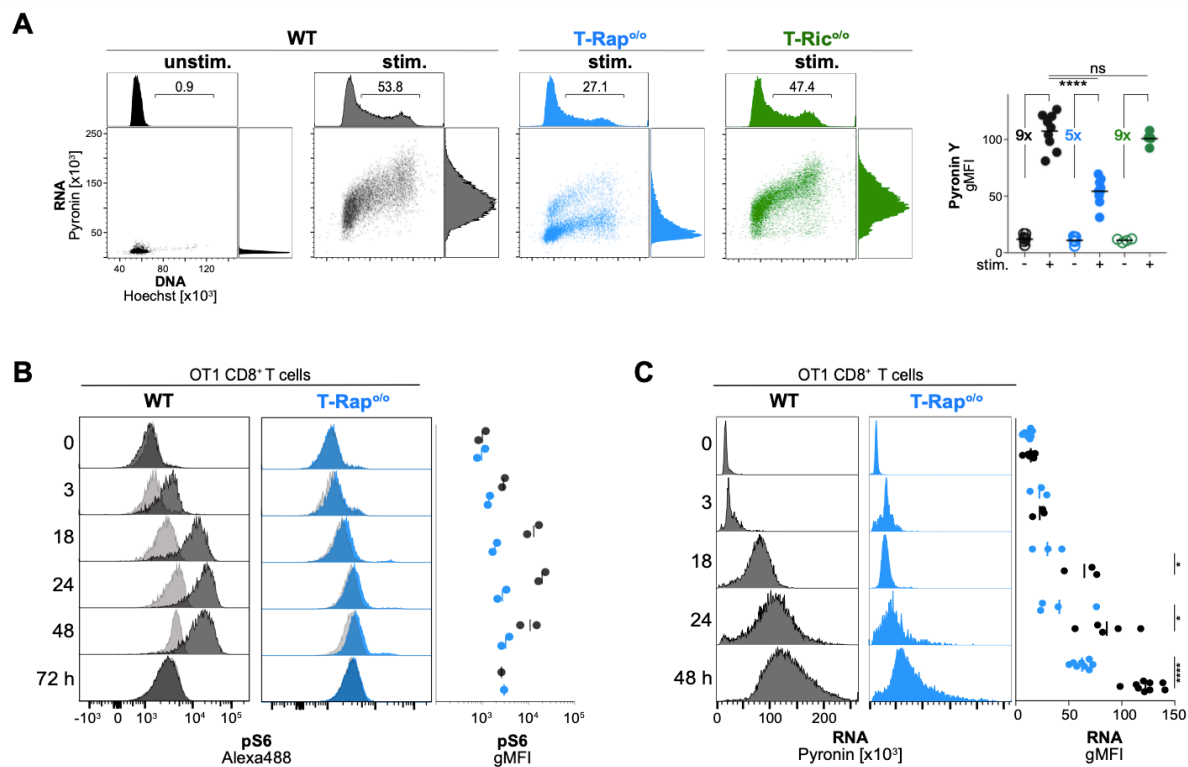 A
WT
T-Rap°/°
T-Ric°/°
unstim.
stim.
stim.
stim.
0.9
53.8
27.1
47.4
ns
****
250
150
50
RNA
Pyronin [x10³]
40 80 120
DNA
Hoechst [x10³]
Pyronin Y
gMFI
100
50
0
9x
5x
9x
stim. - + - + - +
B
OT1 CD8⁺ T cells
WT
T-Rap°/°
0
3
18
24
48
72 h
-10³ 0 10³ 10⁴ 10⁵
pS6
Alexa488
10³ 10⁴ 10⁵
pS6
gMFI
C
OT1 CD8⁺ T cells
WT
T-Rap°/°
0
3
18
24
48 h
*
*
****
0 100 200
RNA
Pyronin [x10³]
0 50 100 150
RNA
gMFI